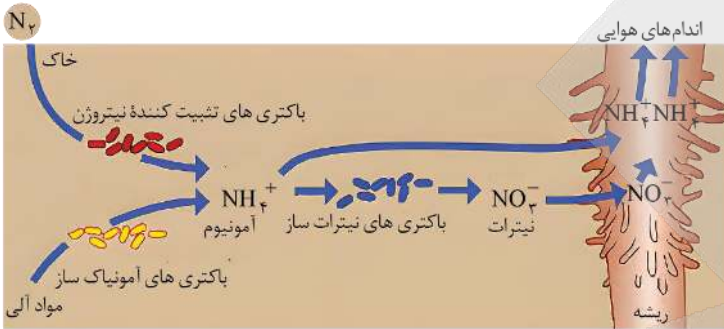 N۲
خاک
اندام‌های هوایی
باکتری های تثبیت کنندهٔ نیتروژن
NH۴+ NH۴+
NH۴+
آمونیوم
باکتری های نیترات ساز
NO۳−
نیترات
NO۳−
باکتری های آمونیاک ساز
مواد آلی
ریشه